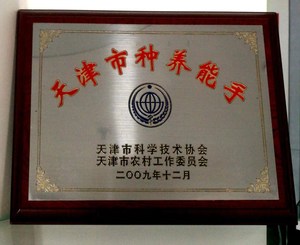 天津市种养能手
天津市科学技术协会
天津市农村工作委员会
二〇〇九年十二月